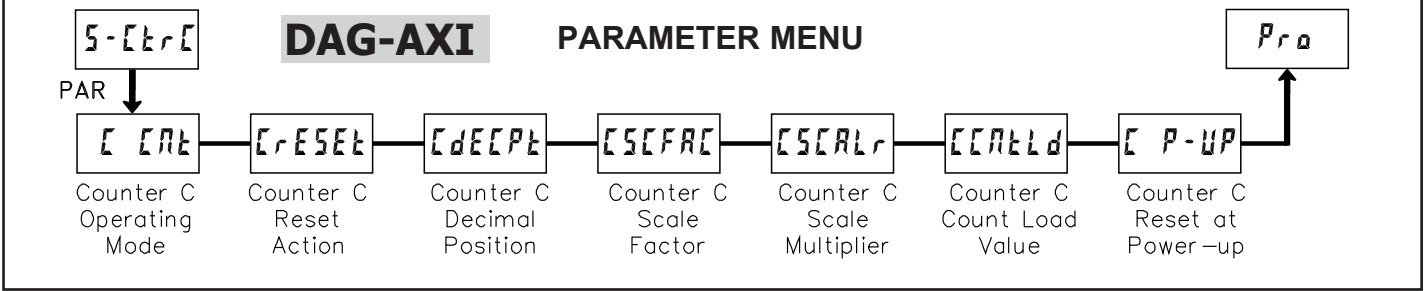 5-CtrC
DAG-AXI PARAMETER MENU
Pro
PAR
C Cnt
CrESEt
CdECPt
CSCFAC
CSCALr
CCntLd
C P-UP
Counter C
Operating
Mode
Counter C
Reset
Action
Counter C
Decimal
Position
Counter C
Scale
Factor
Counter C
Scale
Multiplier
Counter C
Count Load
Value
Counter C
Reset at
Power-up